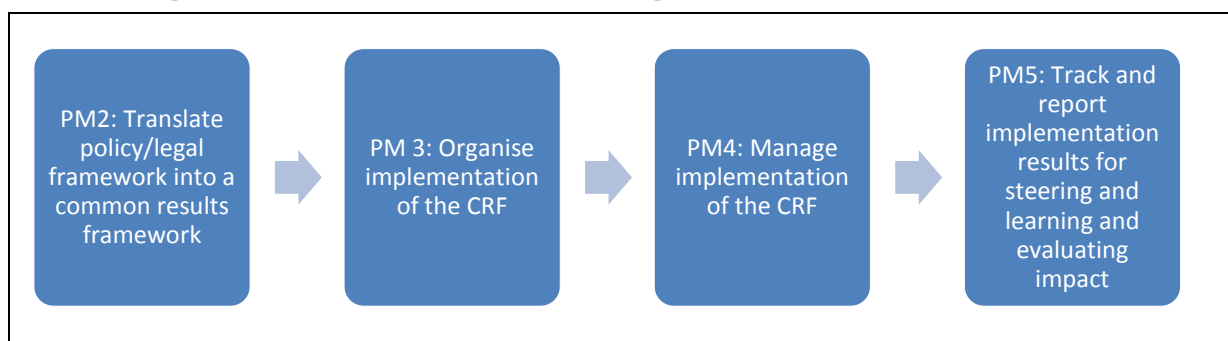 PM2: Translate
policy/legal
framework into a
common results
framework
PM 3: Organise
implementation
of the CRF
PM4: Manage
implementation
of the CRF
PM5: Track and
report
implementation
results for
steering and
learning and
evaluating
impact